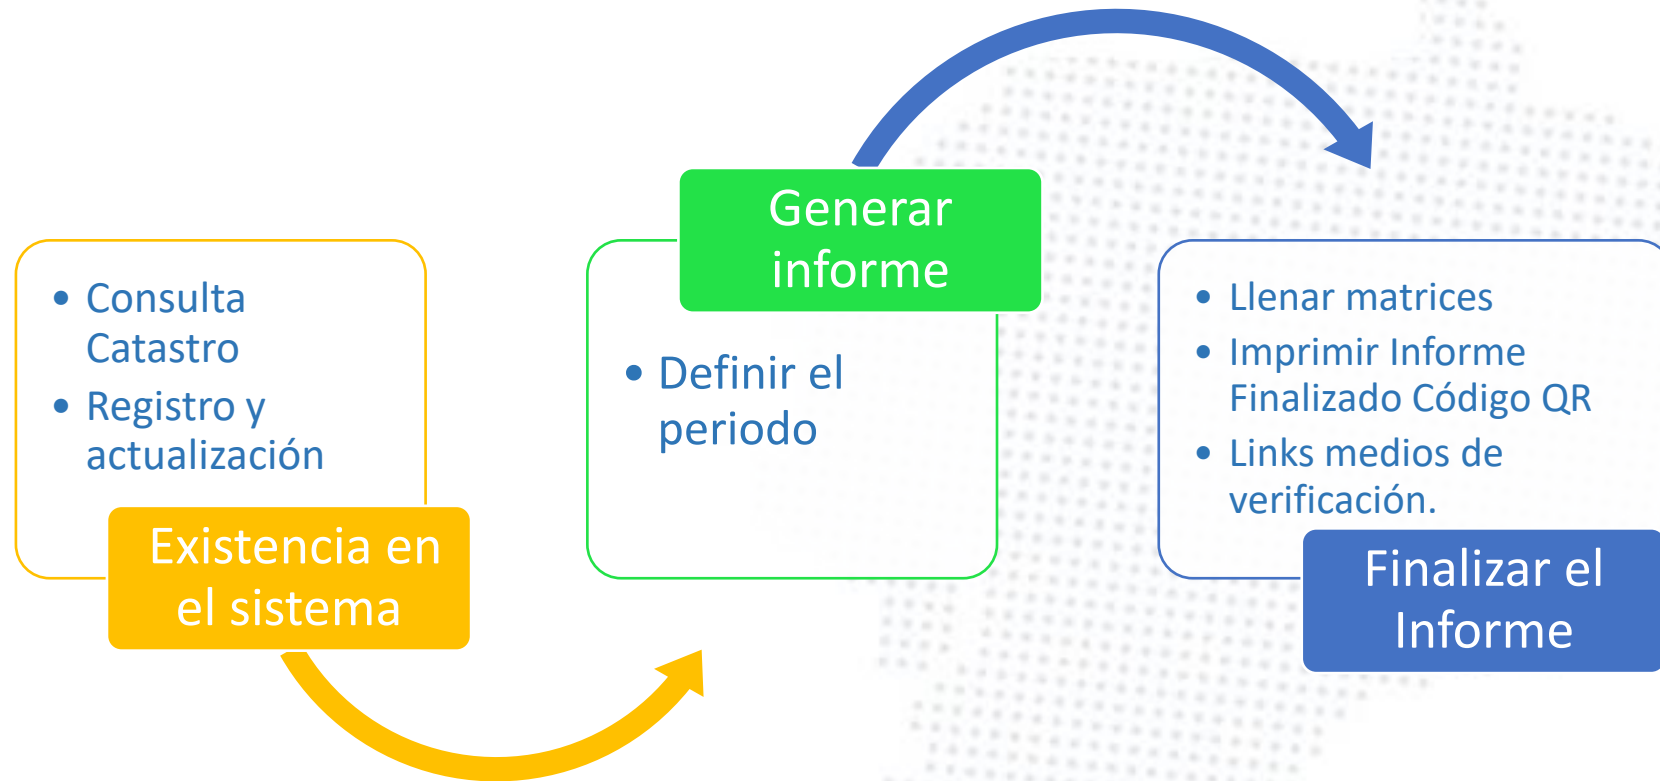 • Consulta
Catastro
• Registro y
actualización
Existencia en
el sistema
Generar
informe
• Definir el
periodo
• Llenar matrices
• Imprimir Informe
Finalizado Código QR
• Links medios de
verificación.
Finalizar el
Informe